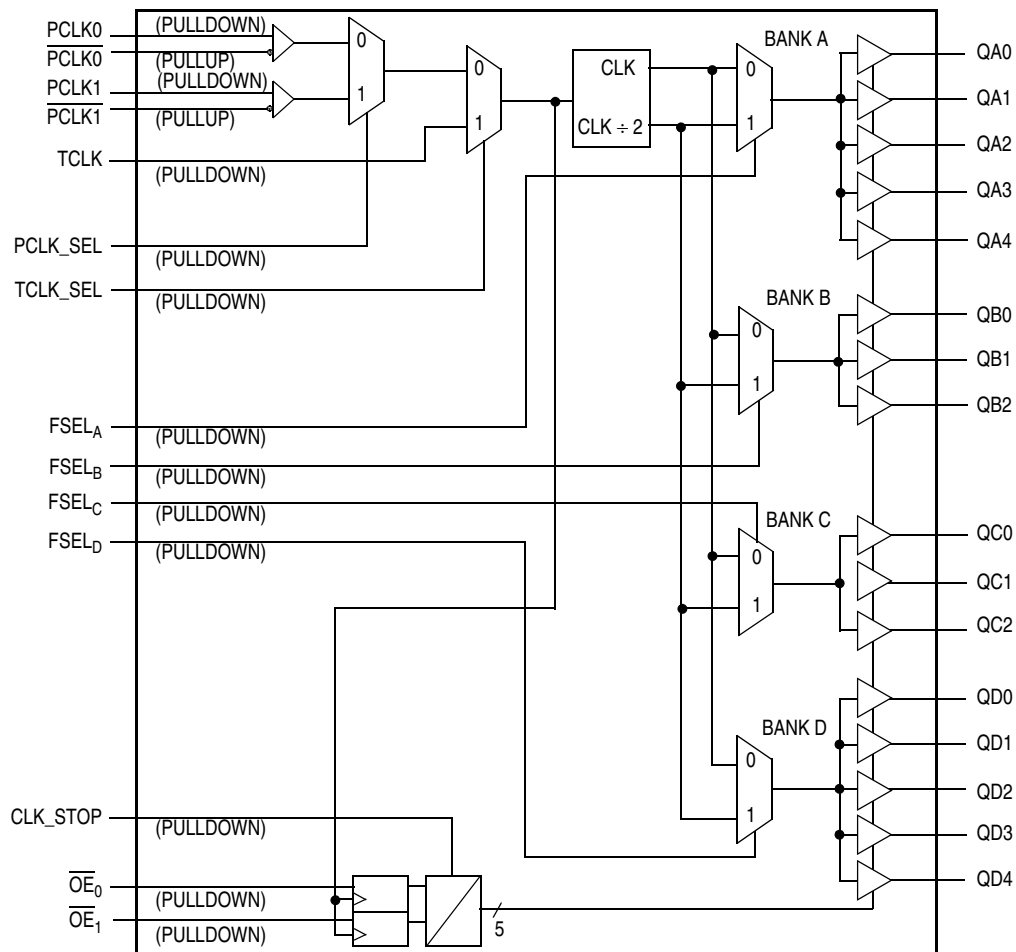 PCLK0 (PULLDOWN)
PCLK0 (PULLUP)
PCLK1 (PULLDOWN)
PCLK1 (PULLUP)
0
1
0
1
TCLK (PULLDOWN)
PCLK_SEL (PULLDOWN)
TCLK_SEL (PULLDOWN)
CLK
CLK ÷ 2
BANK A
0
1
QA0
QA1
QA2
QA3
QA4
BANK B
0
1
QB0
QB1
QB2
FSELA (PULLDOWN)
FSELB (PULLDOWN)
FSELC (PULLDOWN)
FSELD (PULLDOWN)
BANK C
0
1
QC0
QC1
QC2
BANK D
0
1
QD0
QD1
QD2
QD3
QD4
CLK_STOP (PULLDOWN)
OE0 (PULLDOWN)
OE1 (PULLDOWN)
5